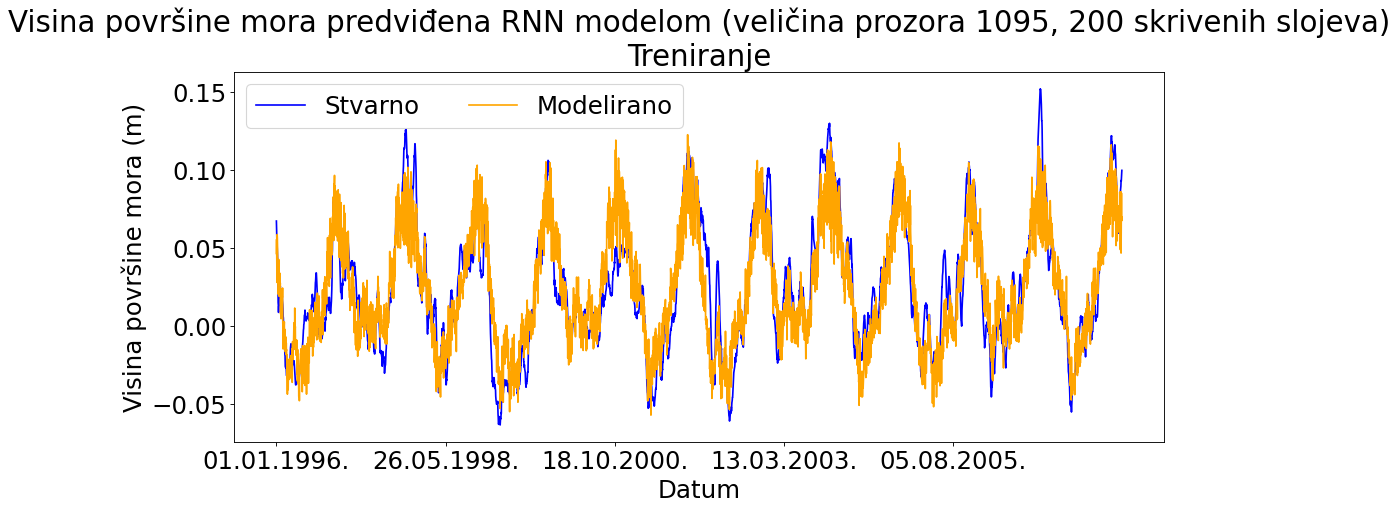 Visina površine mora predviđena RNN modelom (veličina prozora 1095, 200 skrivenih slojeva)
Treniranje
Stvarno
Modelirano
Visina površine mora (m)
0.15
0.10
0.05
0.00
−0.05
01.01.1996.
26.05.1998.
18.10.2000.
13.03.2003.
05.08.2005.
Datum